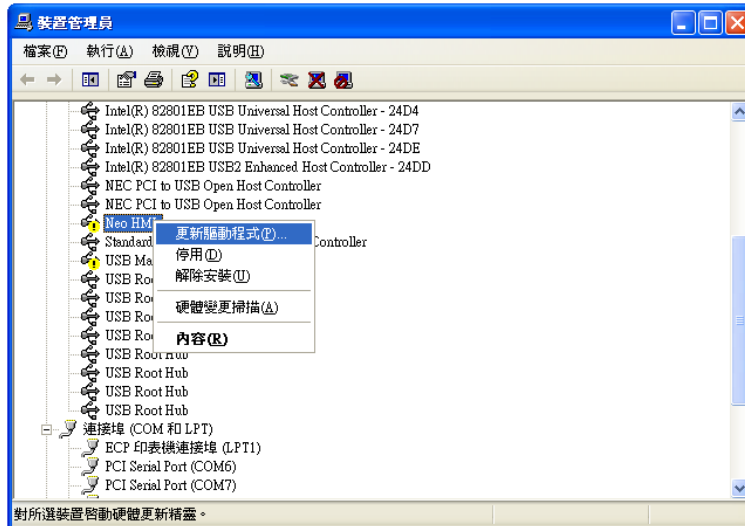 裝置管理員
檔案(F) 執行(A) 檢視(V) 說明(H)
Intel(R) 82801EB USB Universal Host Controller - 24D4
Intel(R) 82801EB USB Universal Host Controller - 24D7
Intel(R) 82801EB USB Universal Host Controller - 24DE
Intel(R) 82801EB USB2 Enhanced Host Controller - 24DD
NEC PCI to USB Open Host Controller
NEC PCI to USB Open Host Controller
Neo HMI
更新驅動程式(P)...
Standard Controller
停用(D)
USB Ma
解除安裝(U)
USB Ro
USB Ro
硬體變更掃描(A)
USB Ro
USB Ro
內容(R)
USB Root Hub
USB Root Hub
USB Root Hub
USB Root Hub
連接埠 (COM 和 LPT)
ECP 印表機連接埠 (LPT1)
PCI Serial Port (COM6)
PCI Serial Port (COM7)
對所選裝置啟動硬體更新精靈。